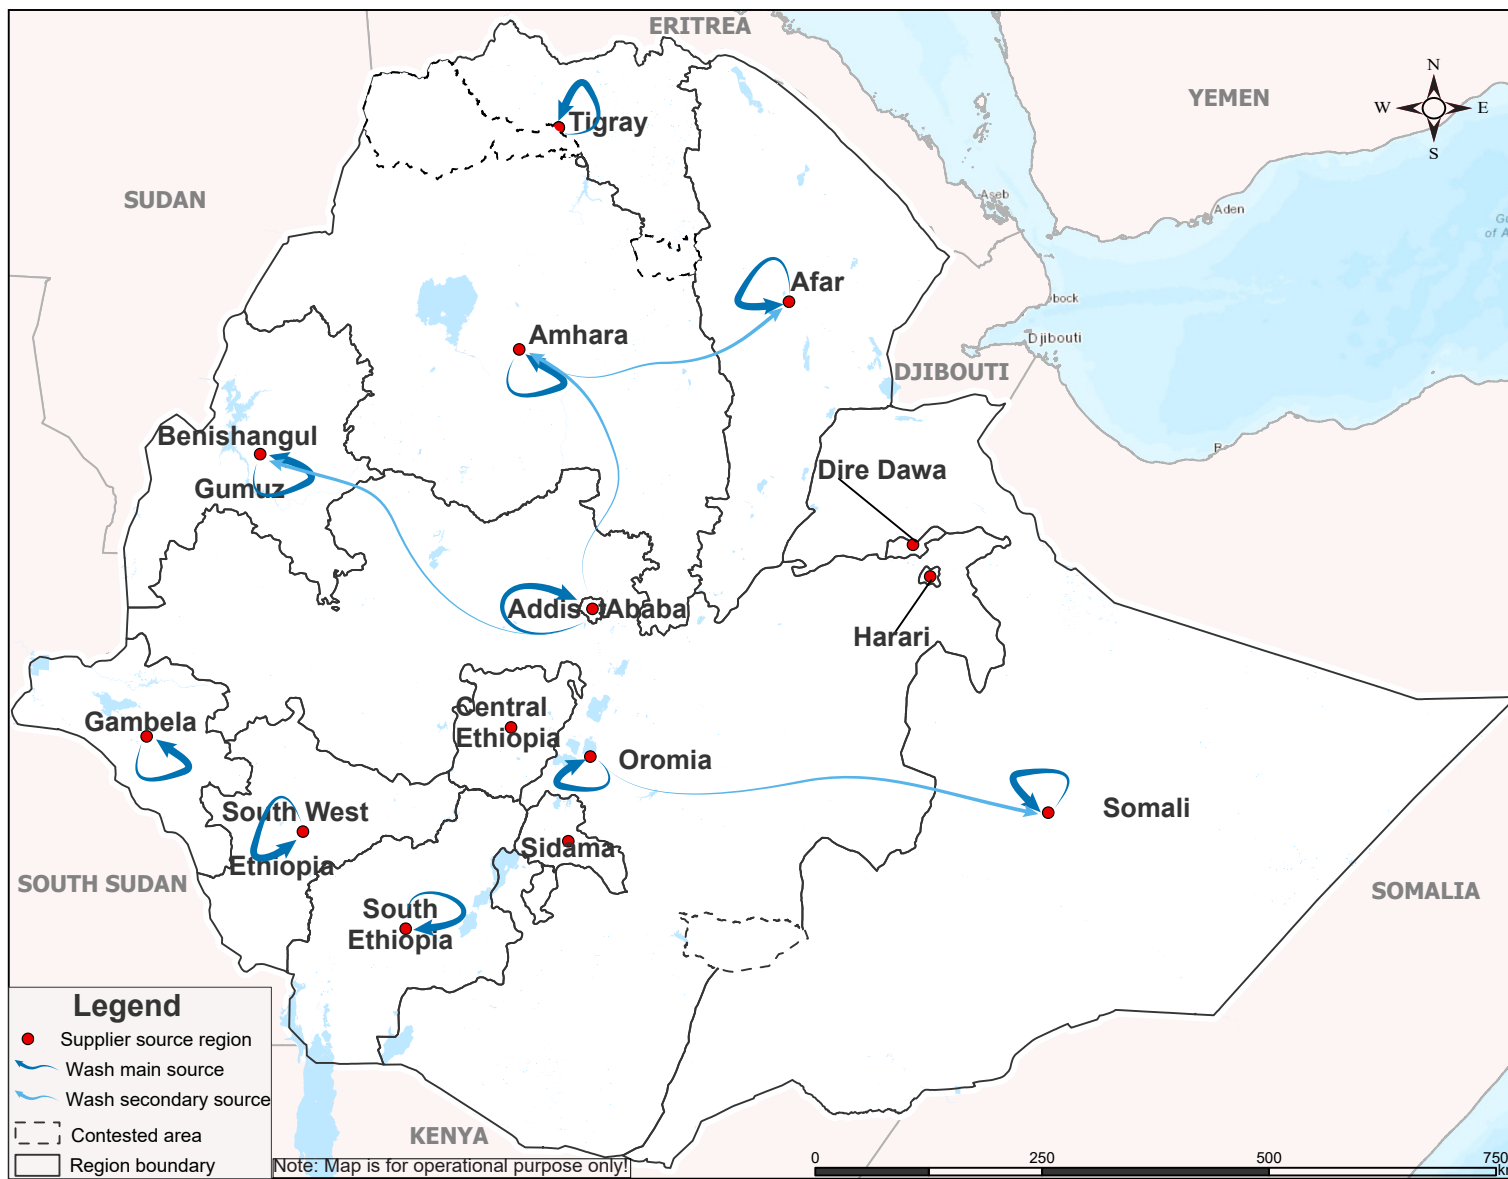 ERITREA
YEMEN
N
W
E
S
Tigray
SUDAN
Aseb
Aden
of A
Afar
bock
Amhara
Djibouti
DJIBOUTI
Benishangul
Gumuz
Dire Dawa
Addis Ababa
Harari
Central
Ethiopia
Gambela
Oromia
South West
Ethiopia
Somali
Sidama
SOUTH SUDAN
SOMALIA
South
Ethiopia
Legend
Supplier source region
Wash main source
Wash secondary source
Contested area
Region boundary
KENYA
Note: Map is for operational purpose only!
0 250 500 750
km